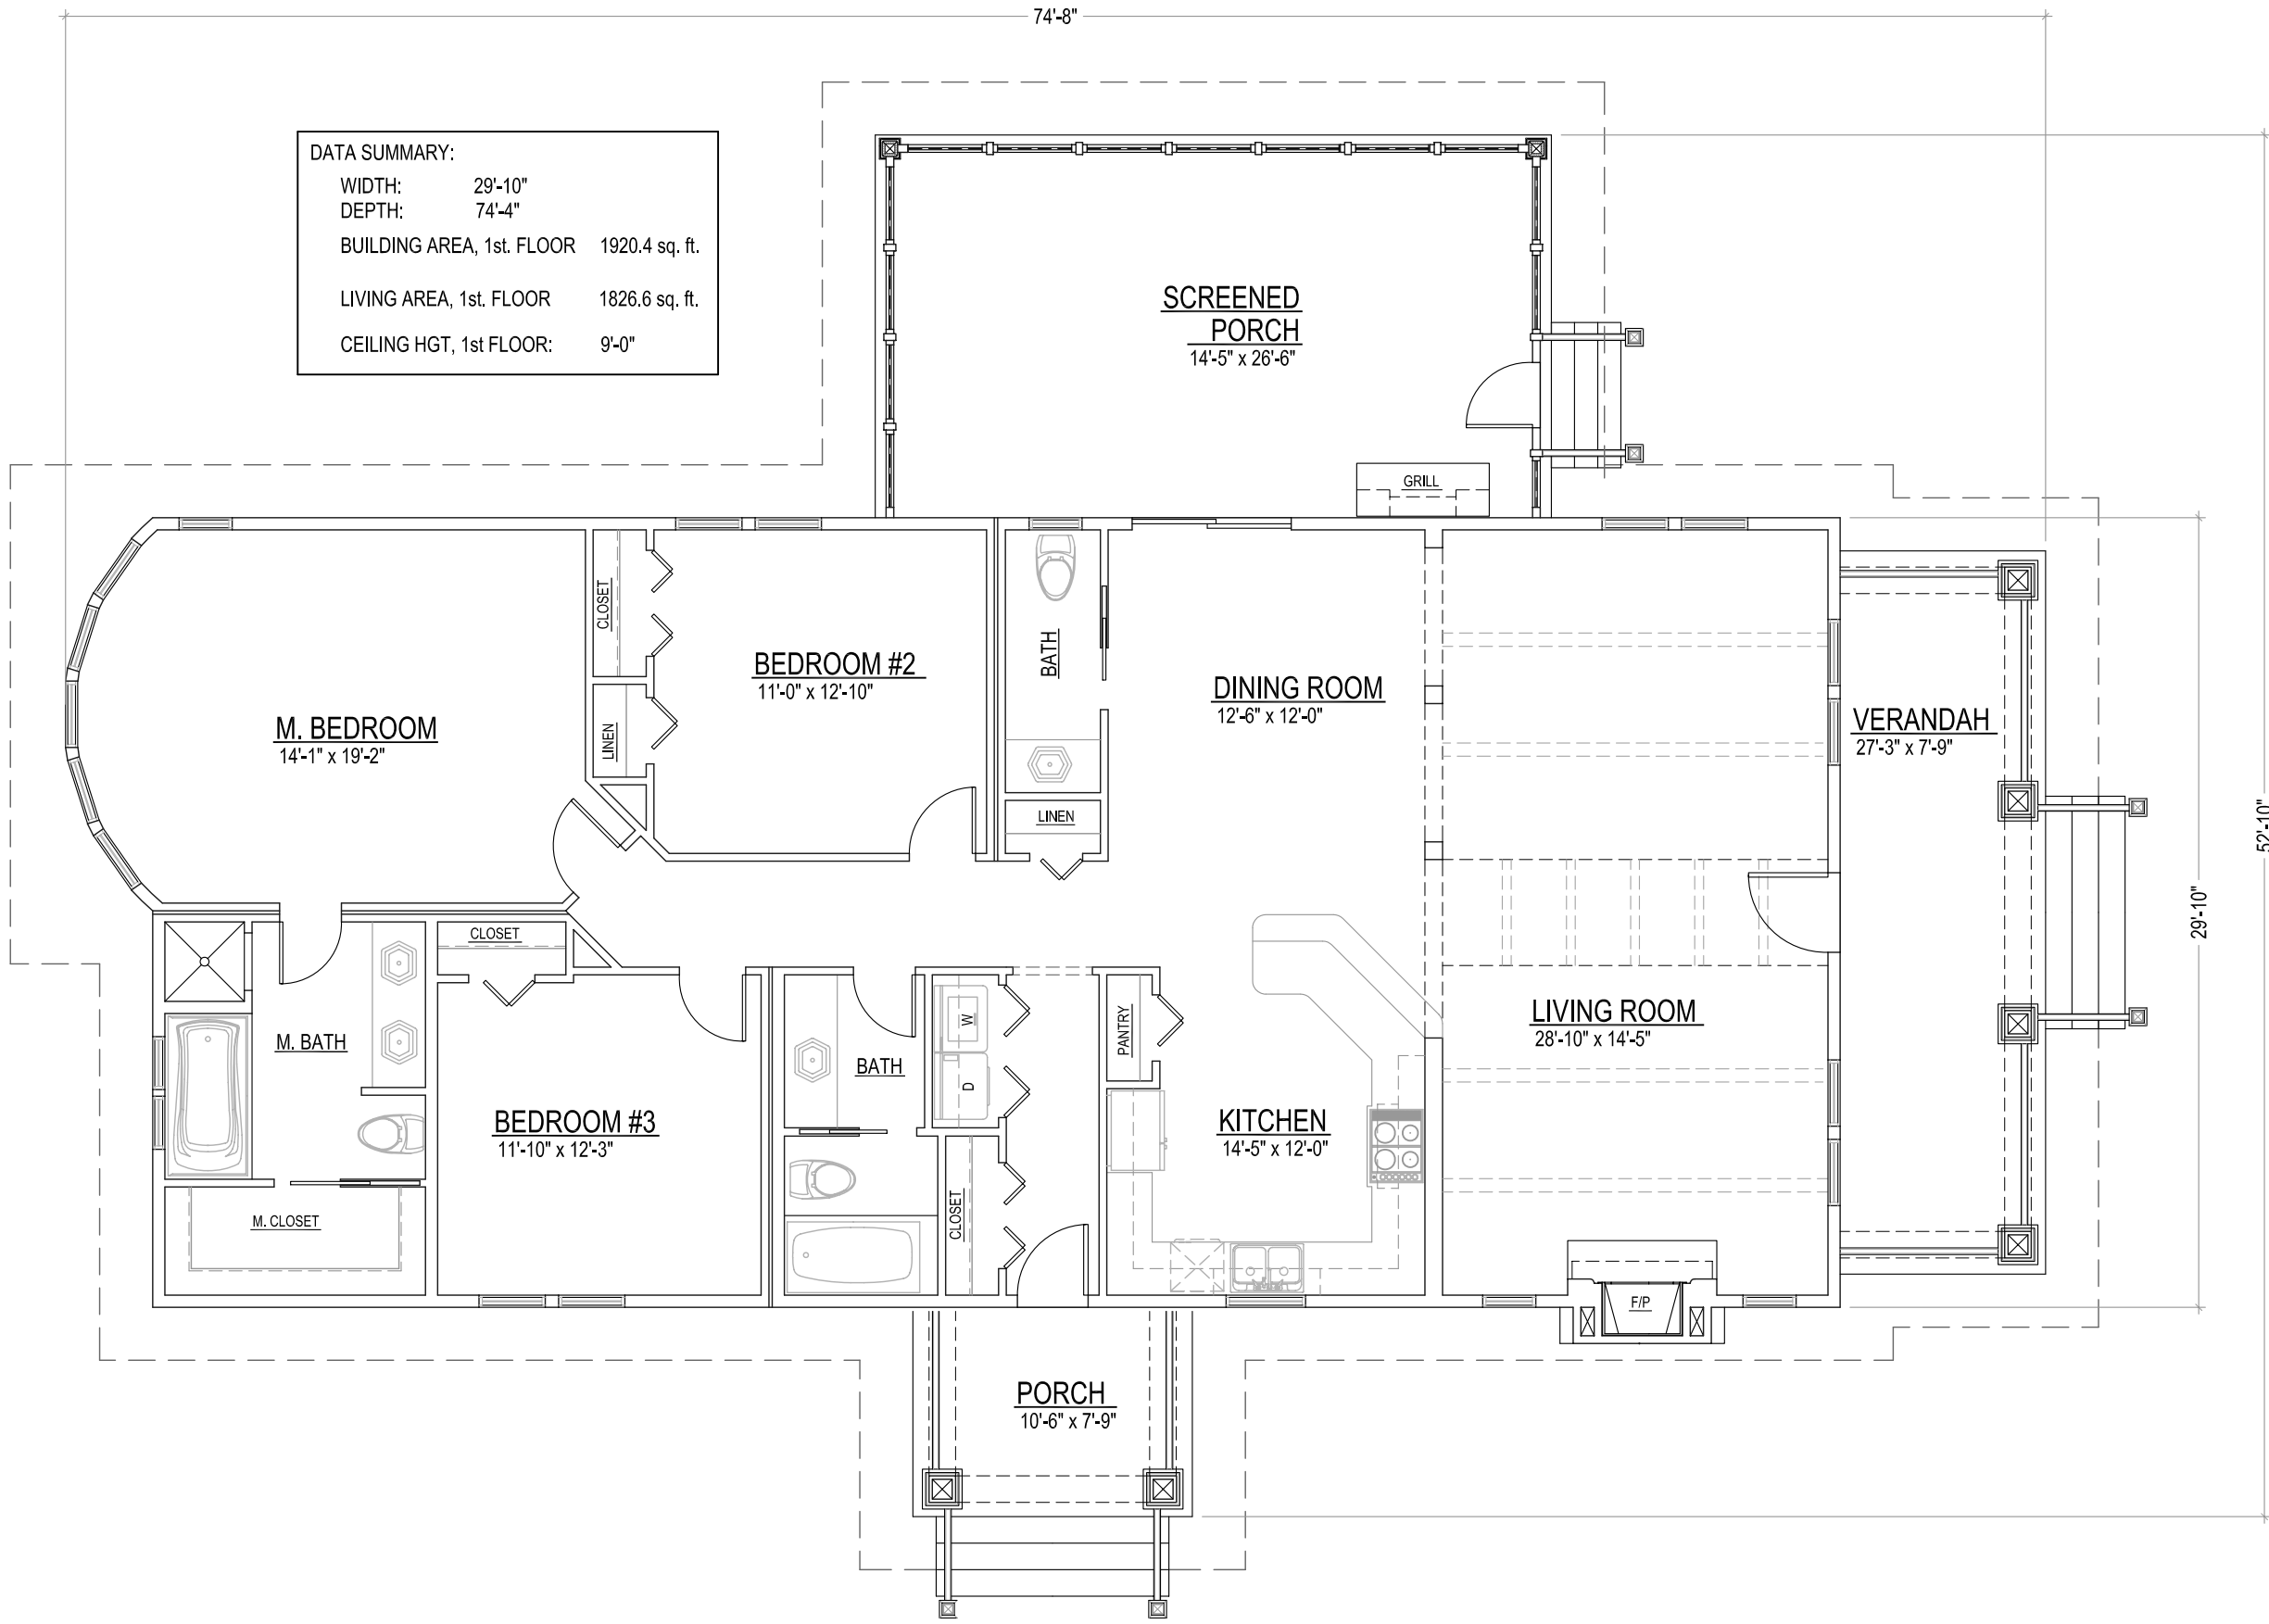 74'-8"
DATA SUMMARY:
WIDTH: 29'-10"
DEPTH: 74'-4"
BUILDING AREA, 1st. FLOOR 1920.4 sq. ft.
LIVING AREA, 1st. FLOOR 1826.6 sq. ft.
CEILING HGT, 1st FLOOR: 9'-0"
SCREENED
PORCH
14'-5" x 26'-6"
GRILL
CLOSET
LINEN
BEDROOM #2
11'-0" x 12'-10"
M. BEDROOM
14'-1" x 19'-2"
BATH
LINEN
DINING ROOM
12'-6" x 12'-0"
VERANDAH
27'-3" x 7'-9"
52'-10"
29'-10"
CLOSET
M. BATH
M. CLOSET
BEDROOM #3
11'-10" x 12'-3"
BATH
W
D
CLOSET
PANTRY
KITCHEN
14'-5" x 12'-0"
LIVING ROOM
28'-10" x 14'-5"
F/P
PORCH
10'-6" x 7'-9"